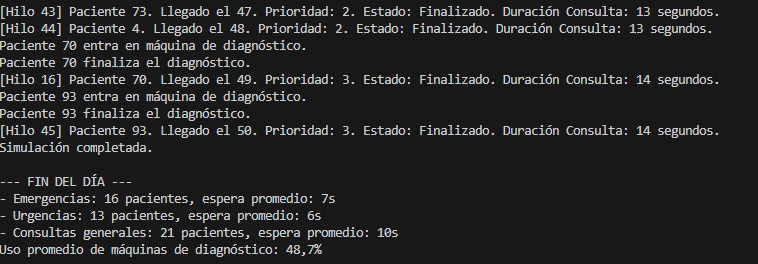 [Hilo 43] Paciente 73. Llegado el 47. Prioridad: 2. Estado: Finalizado. Duración Consulta: 13 segundos.
[Hilo 44] Paciente 4. Llegado el 48. Prioridad: 2. Estado: Finalizado. Duración Consulta: 13 segundos.
Paciente 70 entra en máquina de diagnóstico.
Paciente 70 finaliza el diagnóstico.
[Hilo 16] Paciente 70. Llegado el 49. Prioridad: 3. Estado: Finalizado. Duración Consulta: 14 segundos.
Paciente 93 entra en máquina de diagnóstico.
Paciente 93 finaliza el diagnóstico.
[Hilo 45] Paciente 93. Llegado el 50. Prioridad: 3. Estado: Finalizado. Duración Consulta: 14 segundos.
Simulación completada.
--- FIN DEL DÍA ---
- Emergencias: 16 pacientes, espera promedio: 7s
- Urgencias: 13 pacientes, espera promedio: 6s
- Consultas generales: 21 pacientes, espera promedio: 10s
Uso promedio de máquinas de diagnóstico: 48,7%